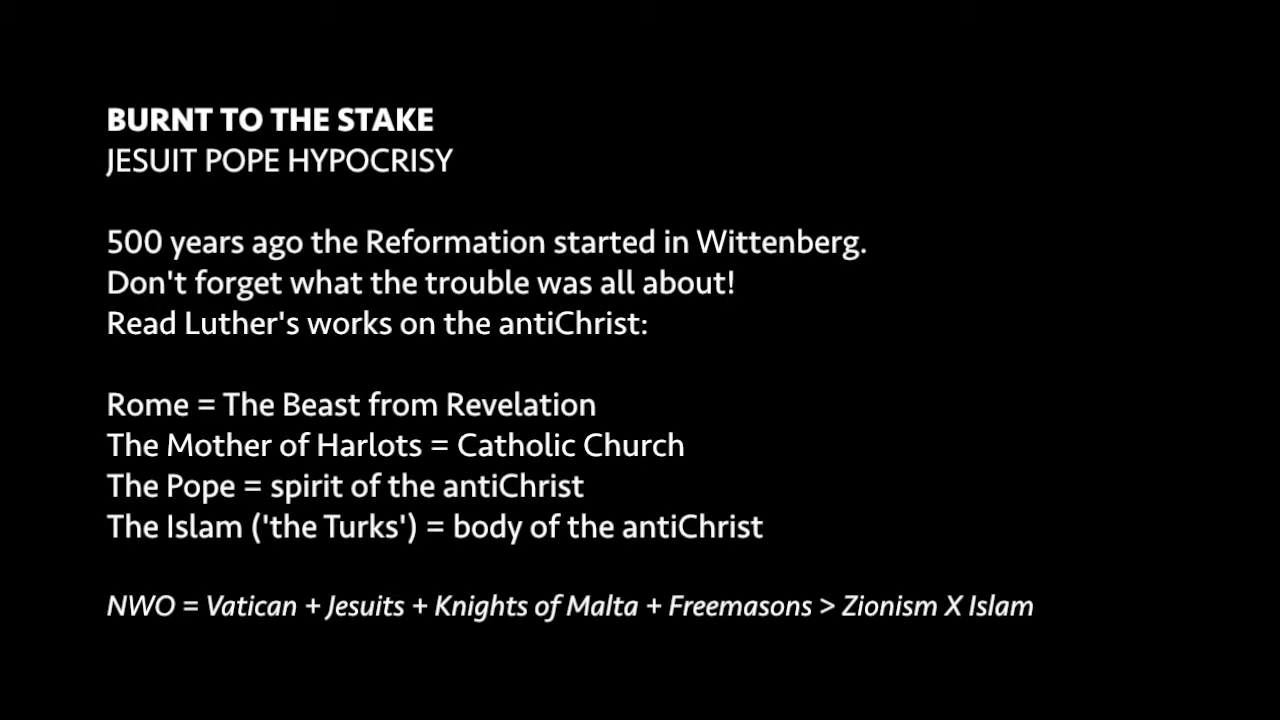 BURNT TO THE STAKE
JESUIT POPE HYPOCRISY
500 years ago the Reformation started in Wittenberg.
Don't forget what the trouble was all about!
Read Luther's works on the antiChrist:
Rome = The Beast from Revelation
The Mother of Harlots = Catholic Church
The Pope = spirit of the antiChrist
The Islam ('the Turks') = body of the antiChrist
NWO = Vatican + Jesuits + Knights of Malta + Freemasons > Zionism X Islam